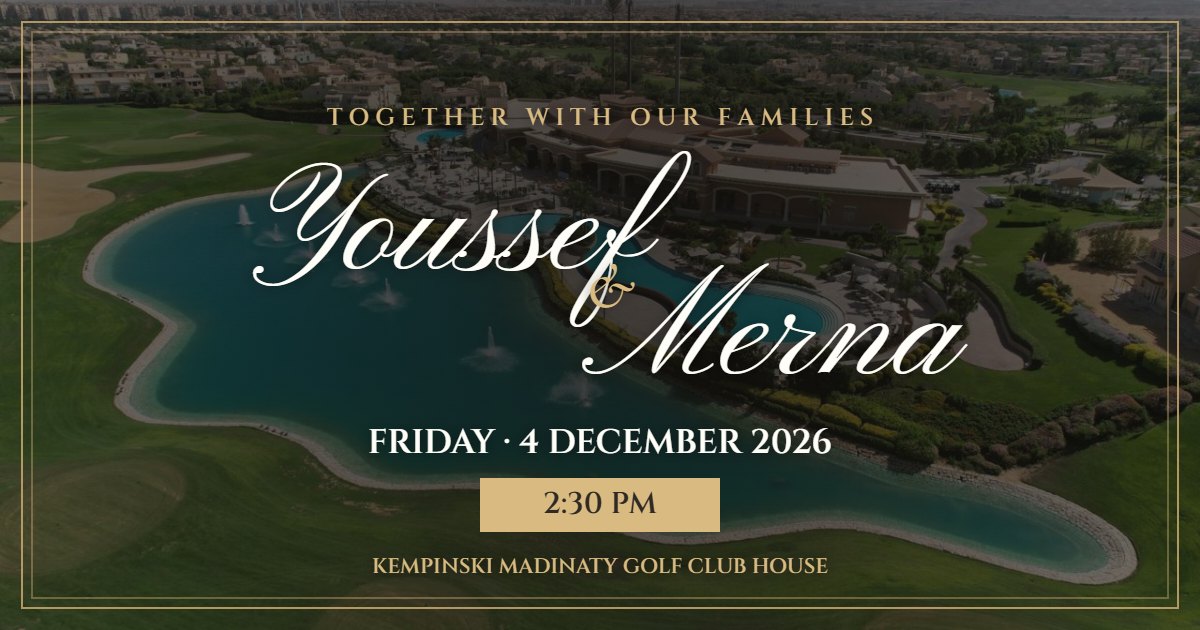 TOGETHER WITH OUR FAMILIES
Youssef
&
Merna
FRIDAY · 4 DECEMBER 2026
2:30 PM
KEMPINSKI MADINATY GOLF CLUB HOUSE